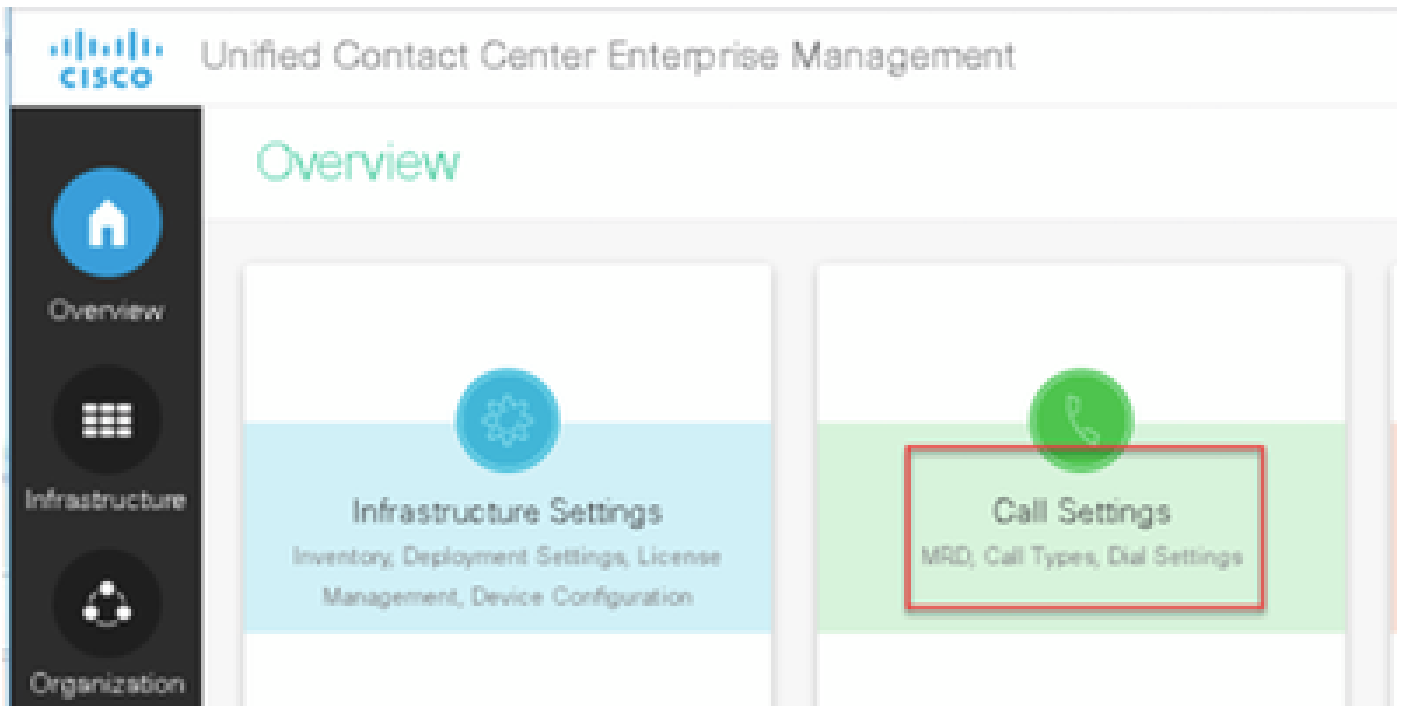 CISCO
Unified Contact Center Enterprise Management
Overview
Overview
Infrastructure
Organization
Infrastructure Settings
Inventory, Deployment Settings, License
Management, Device Configuration
Call Settings
MRD, Call Types, Dial Settings